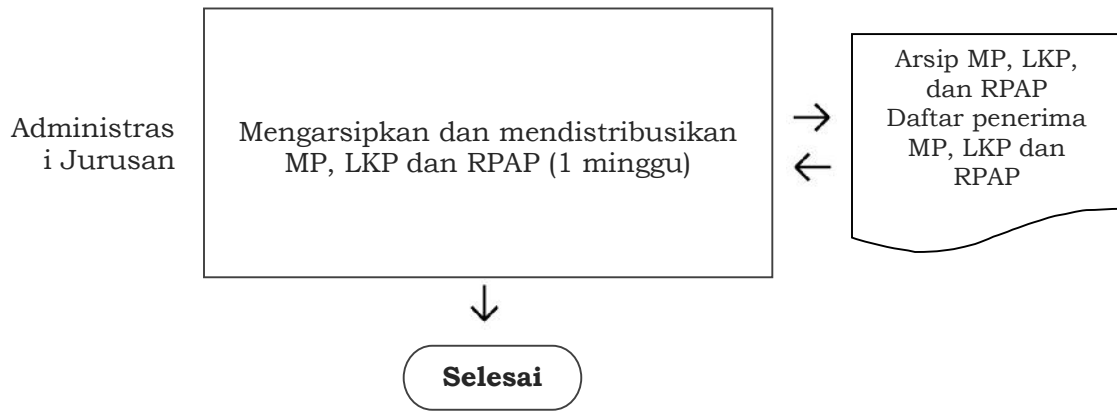 Administras
i Jurusan
Mengarsipkan dan mendistribusikan
MP, LKP dan RPAP (1 minggu)
Arsip MP, LKP,
dan RPAP
Daftar penerima
MP, LKP dan
RPAP
Selesai